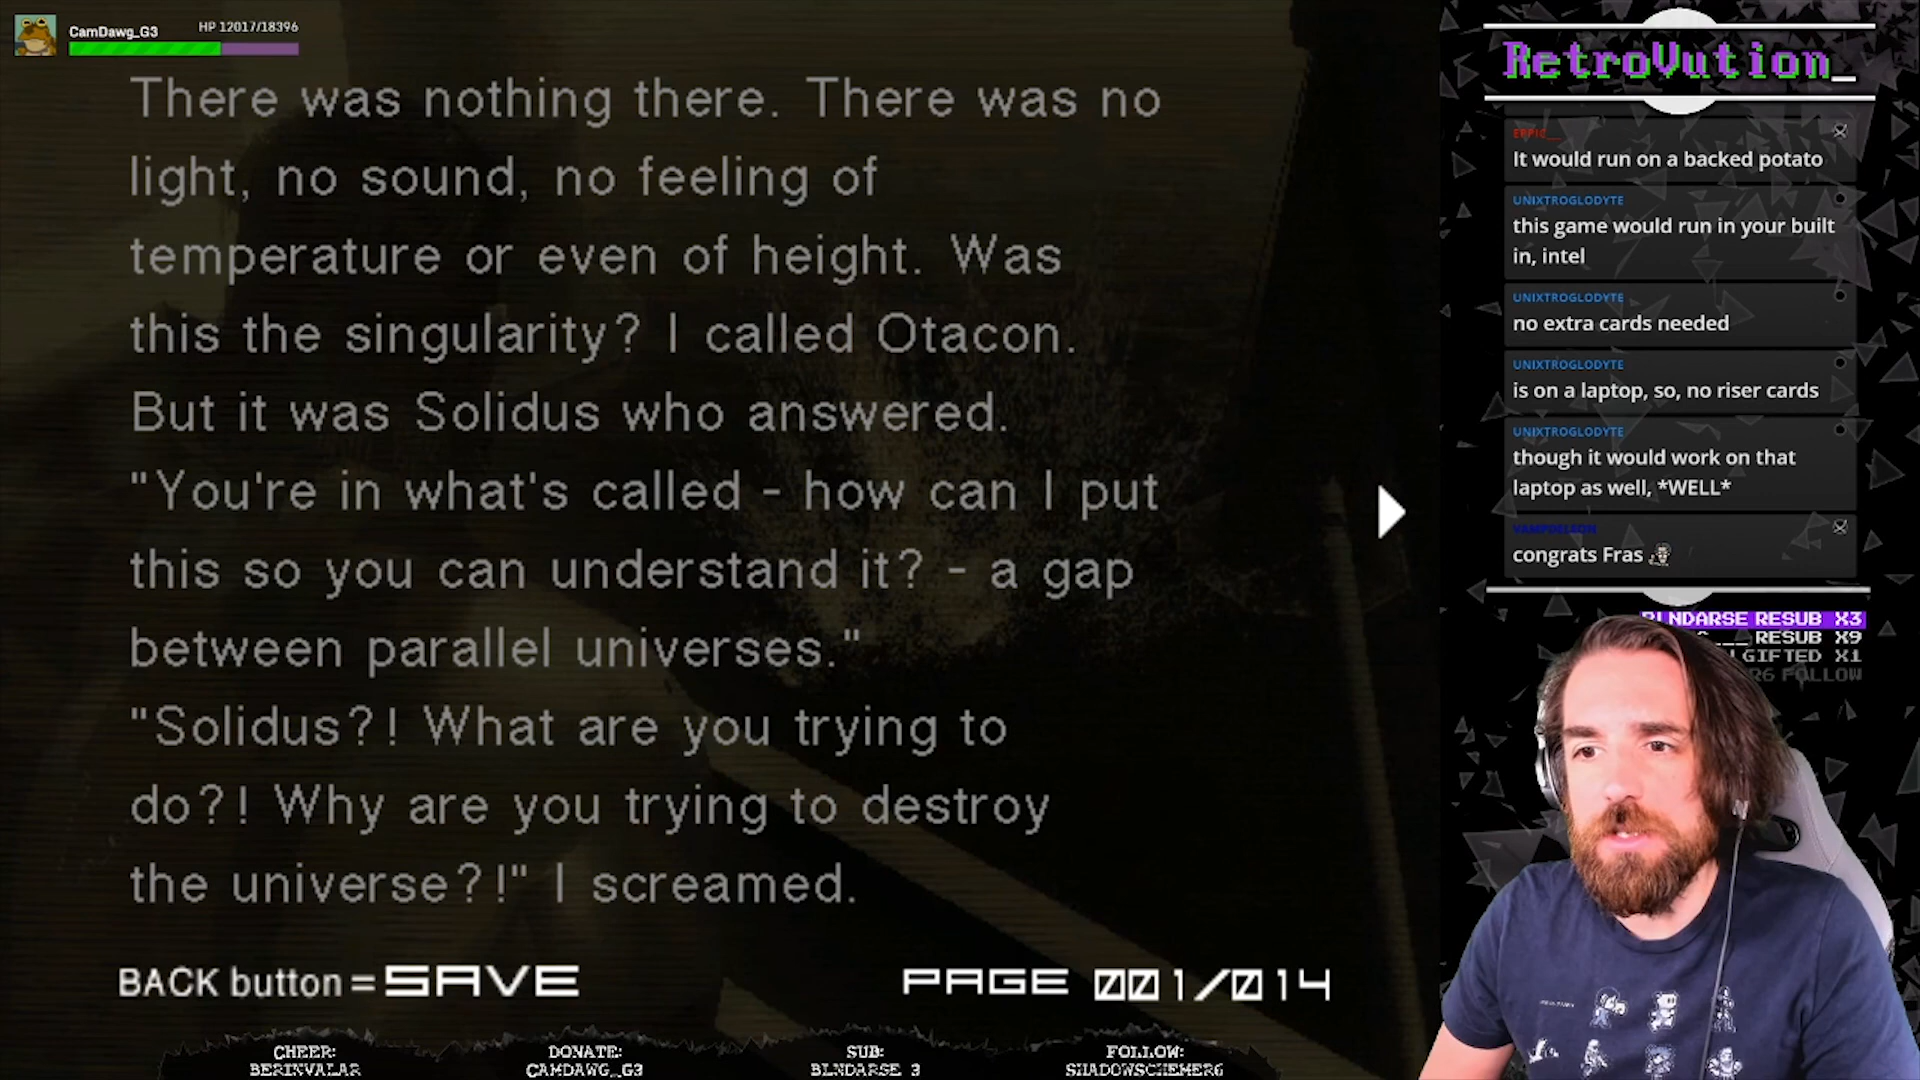 CamDawg_G3
HP 12017/18396
There was nothing there. There was no
light, no sound, no feeling of
temperature or even of height. Was
this the singularity? I called Otacon.
But it was Solidus who answered.
"You're in what's called - how can I put
this so you can understand it? - a gap
between parallel universes."
"Solidus?! What are you trying to
do?! Why are you trying to destroy
the universe?!" I screamed.
BACK button = SAVE
PAGE 001/014
RetroVution_
ERPIC__
It would run on a backed potato
UNIXTROGLODYTE
this game would run in your built
in, intel
UNIXTROGLODYTE
no extra cards needed
UNIXTROGLODYTE
is on a laptop, so, no riser cards
UNIXTROGLODYTE
though it would work on that
laptop as well, *WELL*
congrats Fras
BLNDARSE RESUB X3
RESUB X9
GIFTED X1
R6 FOLLOW
CHEER:
BERINVALAR
DONATE:
CAMDAWG_G3
SUB:
BLNDARSE 3
FOLLOW:
SHADOWSCHEMER6